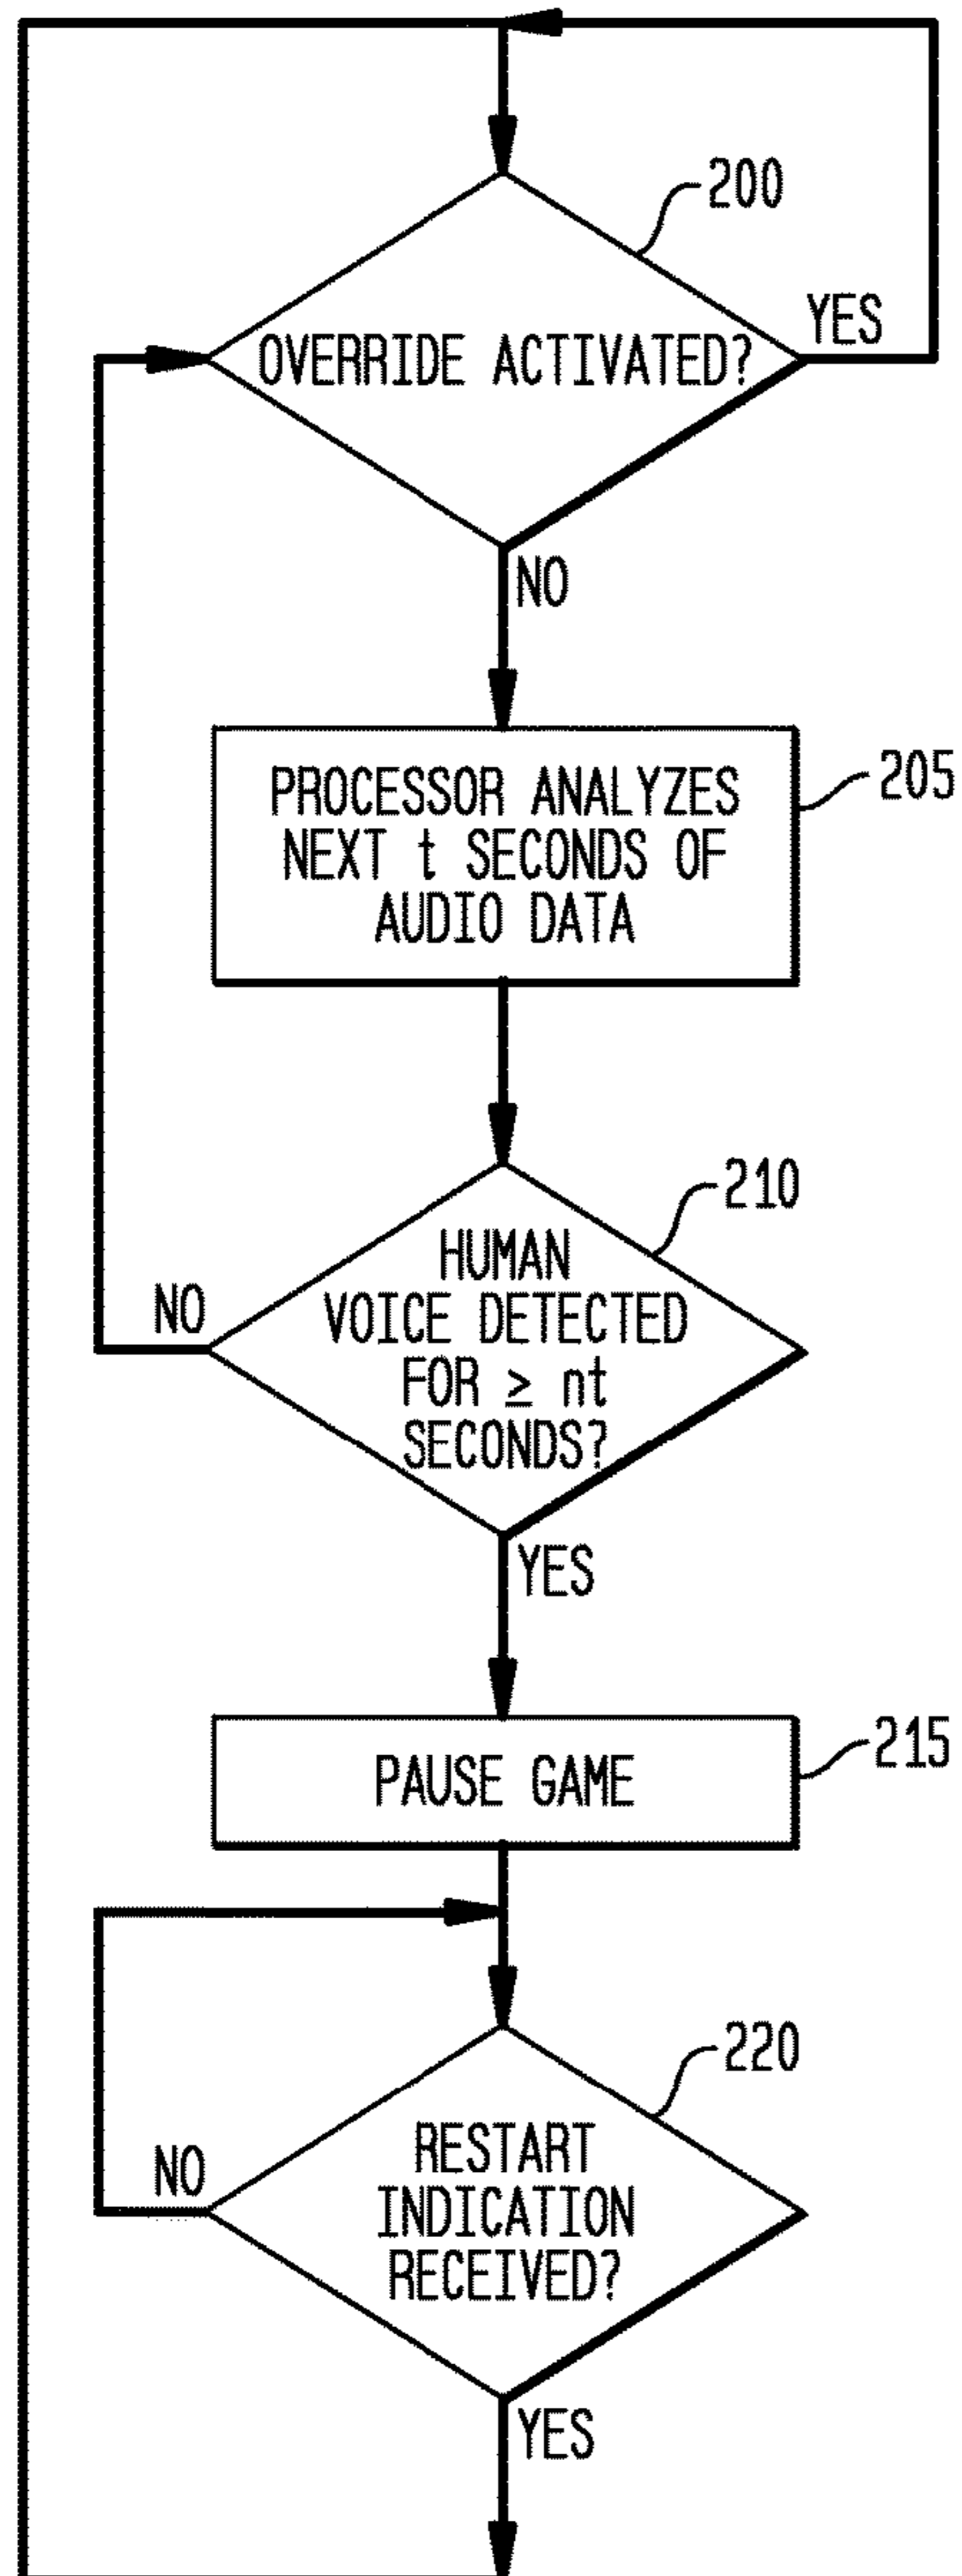 200
OVERRIDE ACTIVATED?
YES
NO
PROCESSOR ANALYZES
NEXT t SECONDS OF
AUDIO DATA
205
210
HUMAN
VOICE DETECTED
FOR ≥ nt
SECONDS?
NO
YES
PAUSE GAME
215
220
RESTART
INDICATION
RECEIVED?
NO
YES